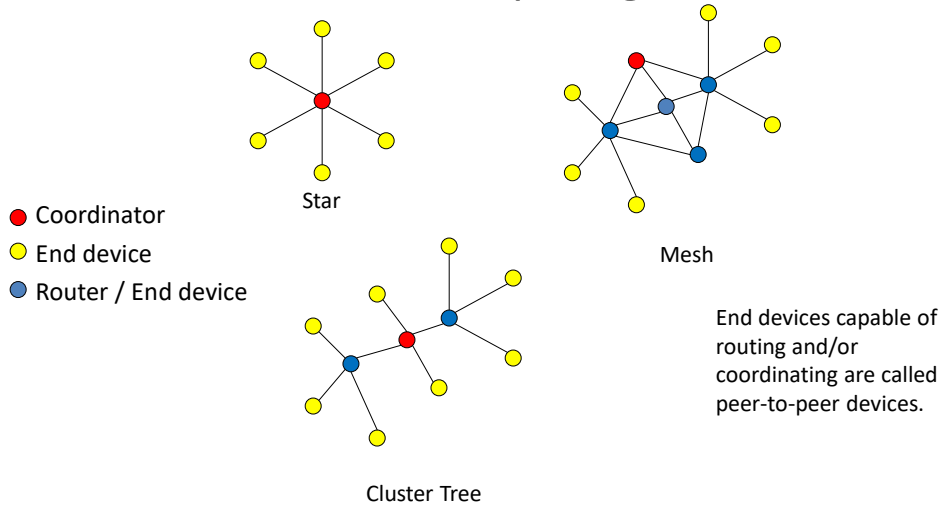 Star
Mesh
Coordinator
End device
Router / End device
End devices capable of
routing and/or
coordinating are called
peer-to-peer devices.
Cluster Tree